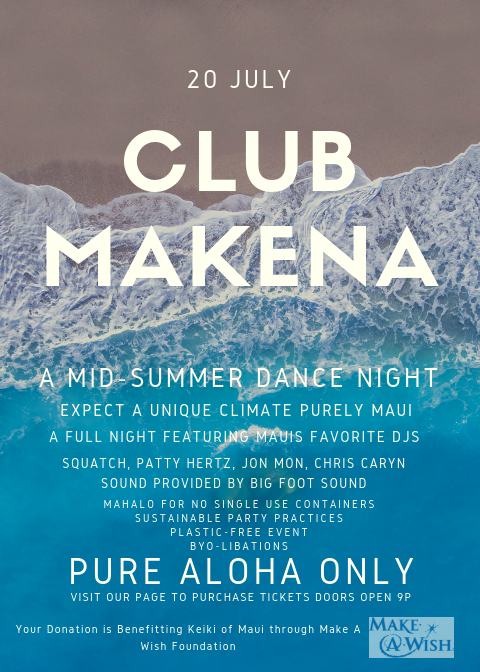 20 JULY
CLUB
MAKENA
A MID-SUMMER DANCE NIGHT
EXPECT A UNIQUE CLIMATE PURELY MAUI
A FULL NIGHT FEATURING MAUIS FAVORITE DJS
SQUATCH, PATTY HERTZ, JON MON, CHRIS CARYN
SOUND PROVIDED BY BIG FOOT SOUND
MAHALO FOR NO SINGLE USE CONTAINERS
SUSTAINABLE PARTY PRACTICES
PLASTIC-FREE EVENT
BYO-LIBATIONS
PURE ALOHA ONLY
VISIT OUR PAGE TO PURCHASE TICKETS DOORS OPEN 9P
Your Donation is Benefitting Keiki of Maui through Make A
Wish Foundation
MAKE-
A-WISH.